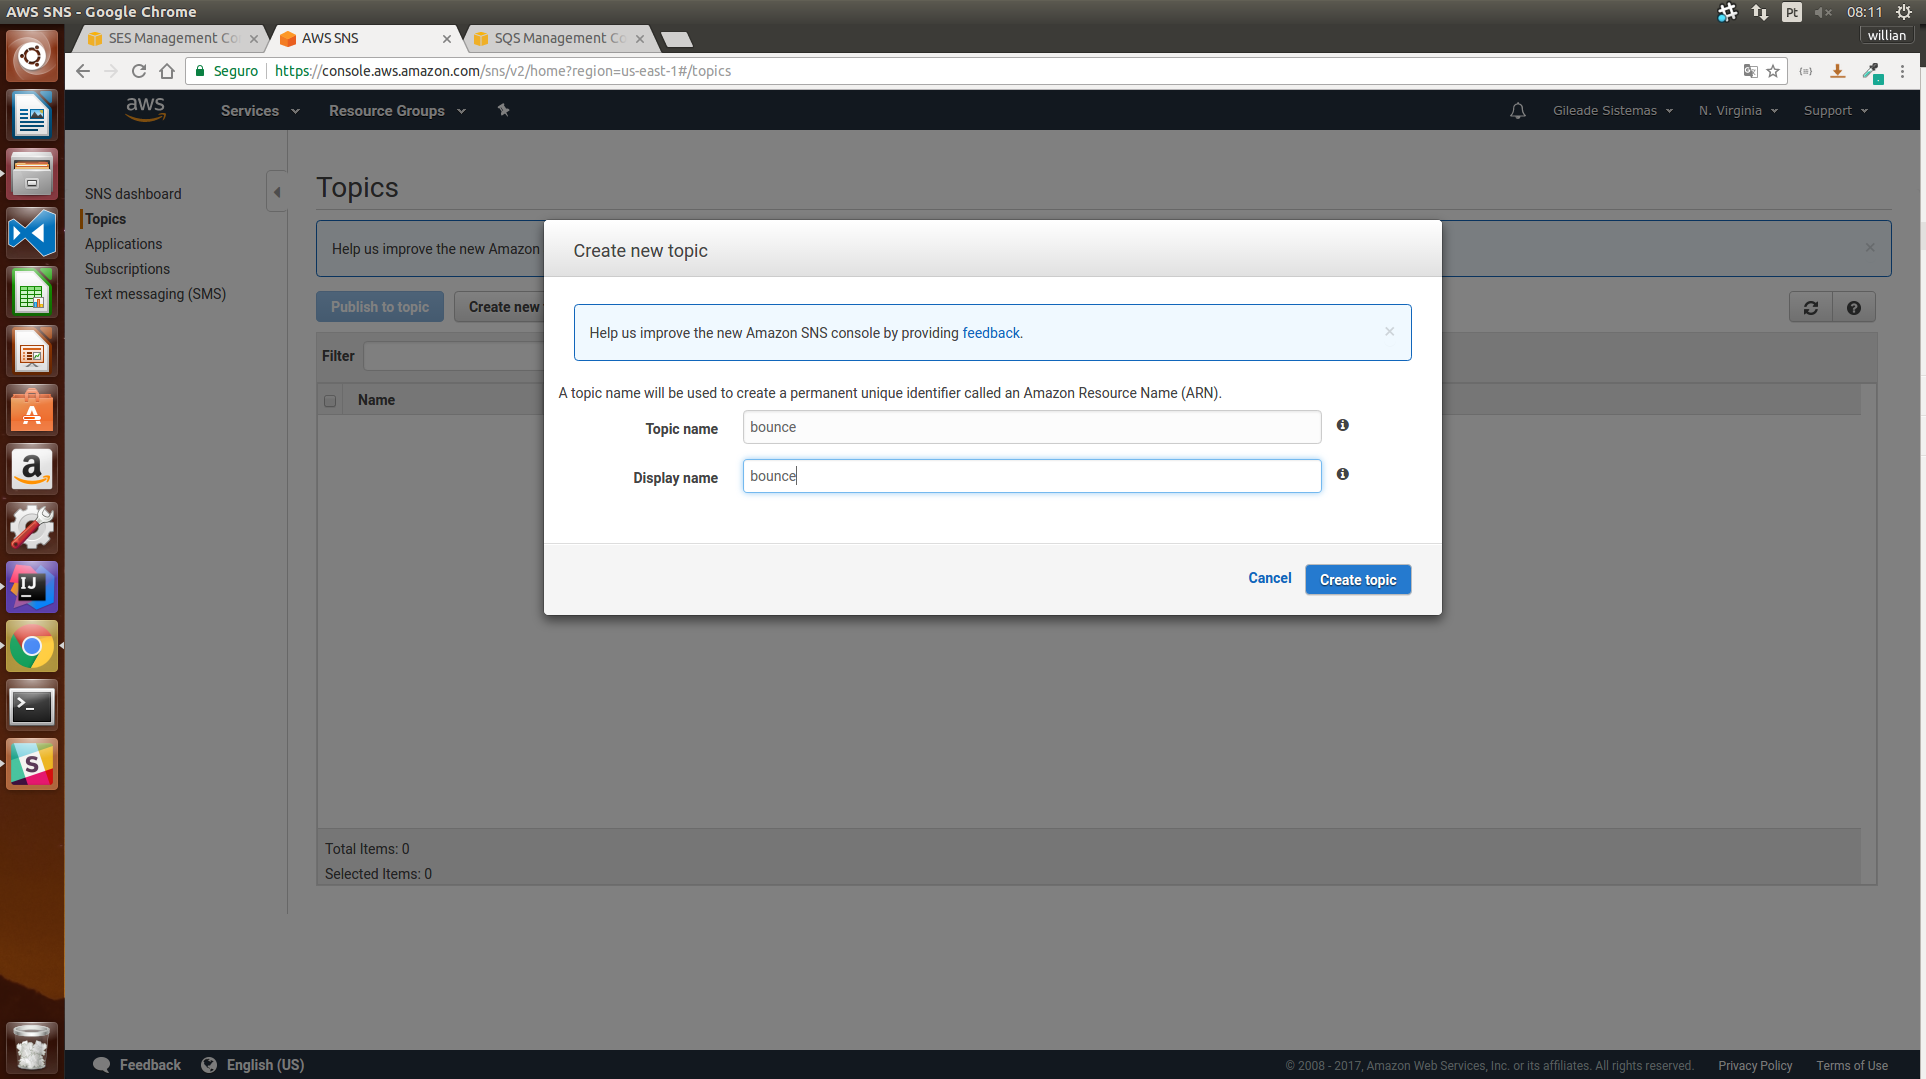 AWS SNS - Google Chrome
Pt
08:11
willian
SES Management Co
AWS SNS
SQS Management Co
Seguro
https://console.aws.amazon.com/sns/v2/home?region=us-east-1#/topics
aws
Services
Resource Groups
Gileade Sistemas
N. Virginia
Support
SNS dashboard
Topics
Applications
Subscriptions
Text messaging (SMS)
Topics
Help us improve the new Amazon
Publish to topic
Create new
Filter
Name
Total Items: 0
Selected Items: 0
Create new topic
Help us improve the new Amazon SNS console by providing feedback.
A topic name will be used to create a permanent unique identifier called an Amazon Resource Name (ARN).
Topic name
bounce
Display name
bounce
Cancel
Create topic
Feedback
English (US)
© 2008 - 2017, Amazon Web Services, Inc. or its affiliates. All rights reserved.
Privacy Policy
Terms of Use